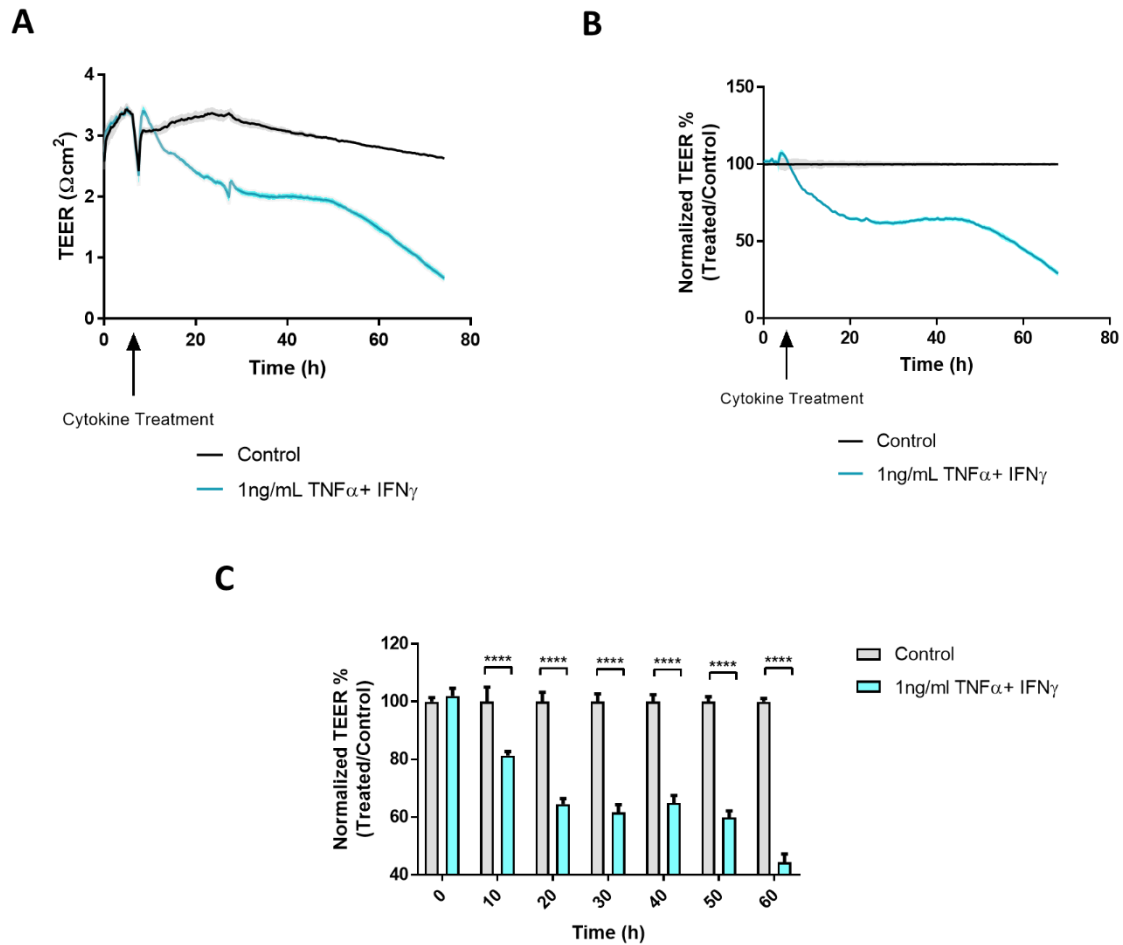 A
TEER (Ωcm²)
4
3
2
1
0
0 20 40 60 80
Time (h)
Cytokine Treatment
Control
1ng/mL TNFα+ IFNγ
B
Normalized TEER %
(Treated/Control)
150
100
50
0
0 20 40 60 80
Time (h)
Cytokine Treatment
Control
1ng/mL TNFα+ IFNγ
C
Normalized TEER %
(Treated/Control)
120
100
80
60
40
**** **** **** **** **** ****
0 10 20 30 40 50 60
Time (h)
Control
1ng/ml TNFα+ IFNγ